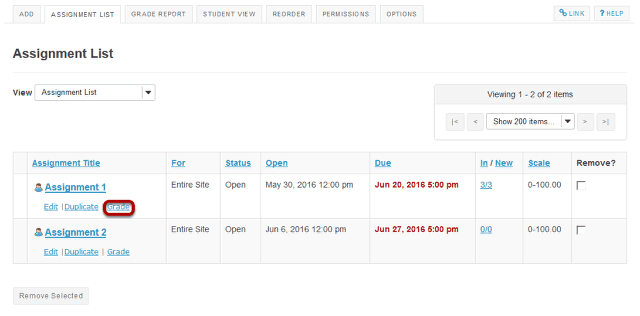 ADD ASSIGNMENT LIST GRADE REPORT STUDENT VIEW REORDER PERMISSIONS OPTIONS LINK ? HELP
Assignment List
View Assignment List
Viewing 1 - 2 of 2 items
|< < Show 200 items... > >|
Assignment Title For Status Open Due In / New Scale Remove?
Assignment 1 Entire Site Open May 30, 2016 12:00 pm Jun 20, 2016 5:00 pm 3/3 0-100.00
Edit | Duplicate | Grade
Assignment 2 Entire Site Open Jun 6, 2016 12:00 pm Jun 27, 2016 5:00 pm 0/0 0-100.00
Edit | Duplicate | Grade
Remove Selected